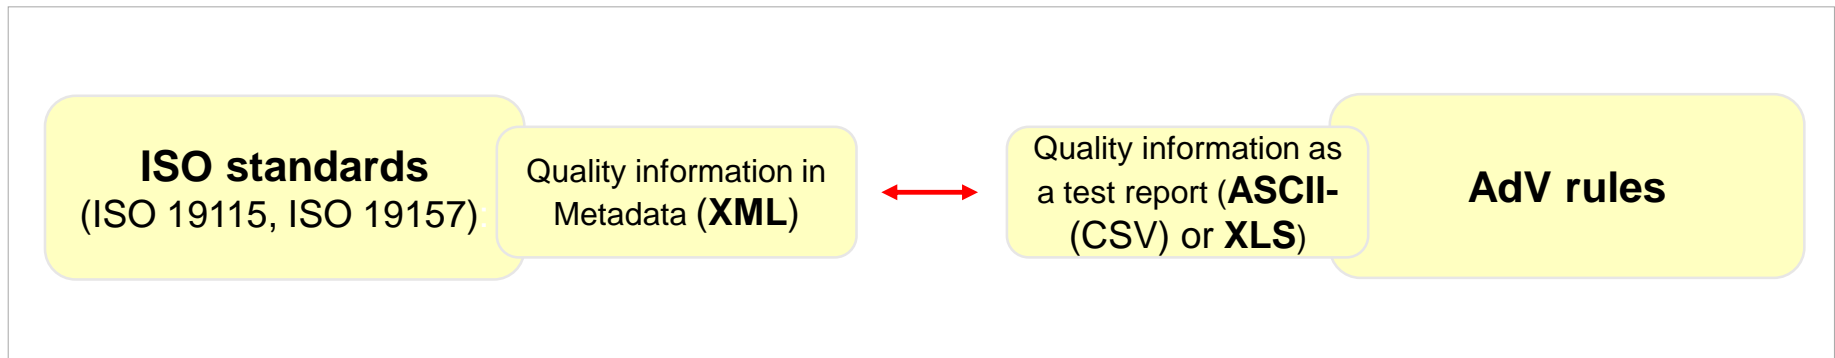 ISO standards
(ISO 19115, ISO 19157):
Quality information in
Metadata (XML)
Quality information as
a test report (ASCII-
(CSV) or XLS)
AdV rules